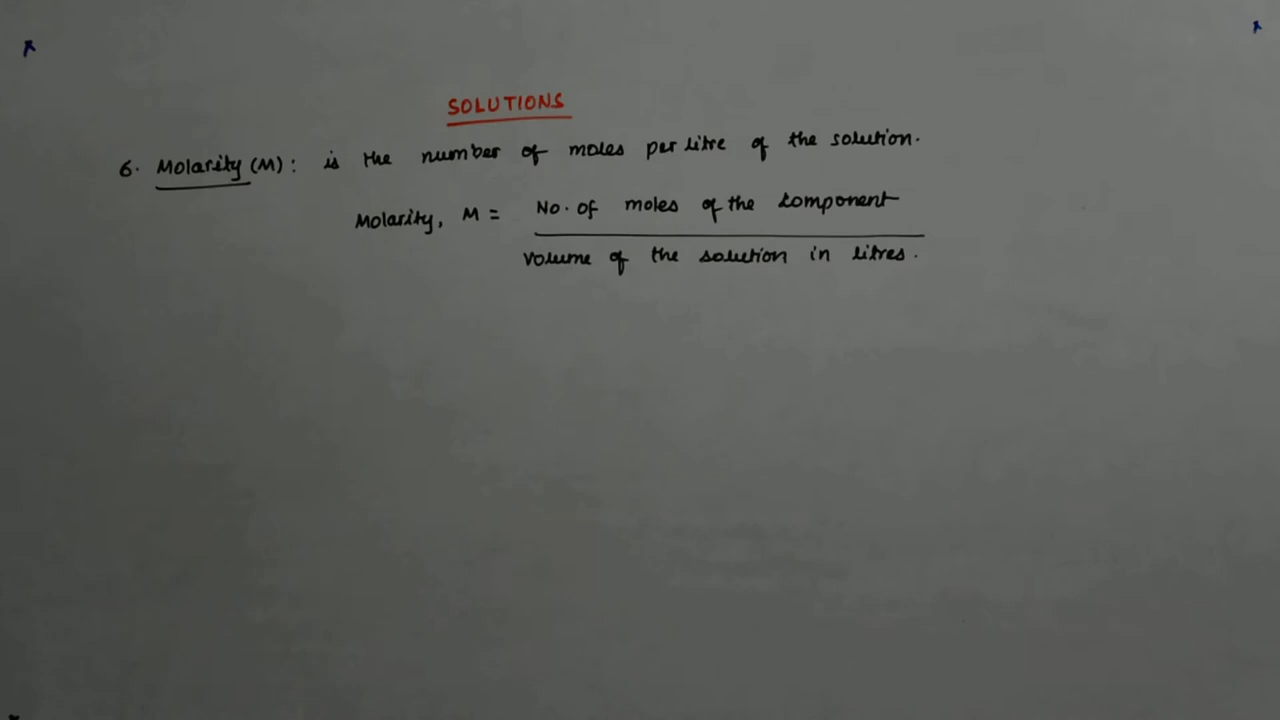 SOLUTIONS
6. Molarity (M): is the number of moles per litre of the solution.
Molarity, M = No. of moles of the component
volume of the solution in litres.